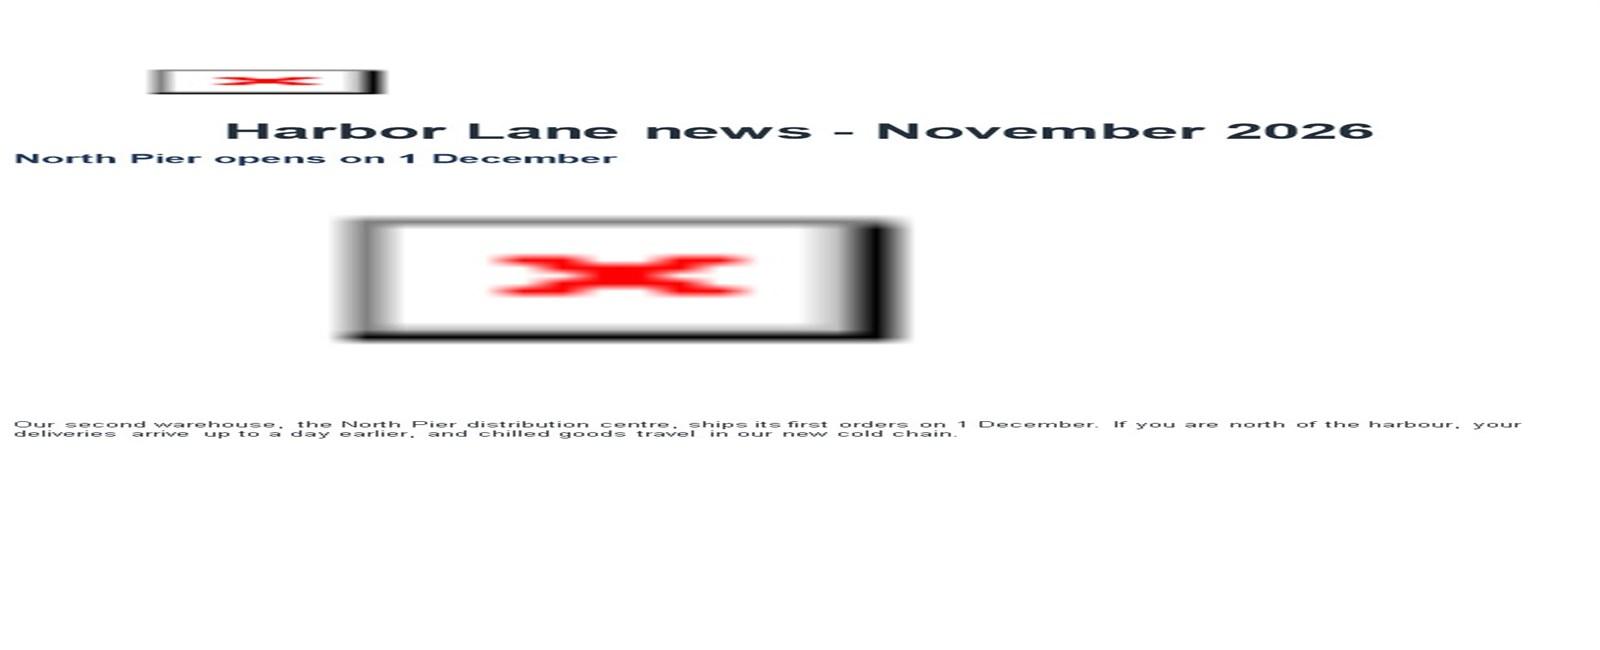 Harbor Lane news - November 2026
North Pier opens on 1 December
Our second warehouse, the North Pier distribution centre, ships its first orders on 1 December. If you are north of the harbour, your
deliveries arrive up to a day earlier, and chilled goods travel in our new cold chain.